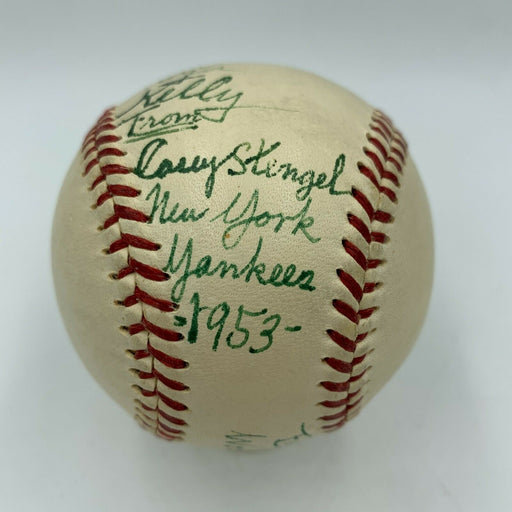 Kelly
From
Casey Stengel
New York
Yankees
-1953-